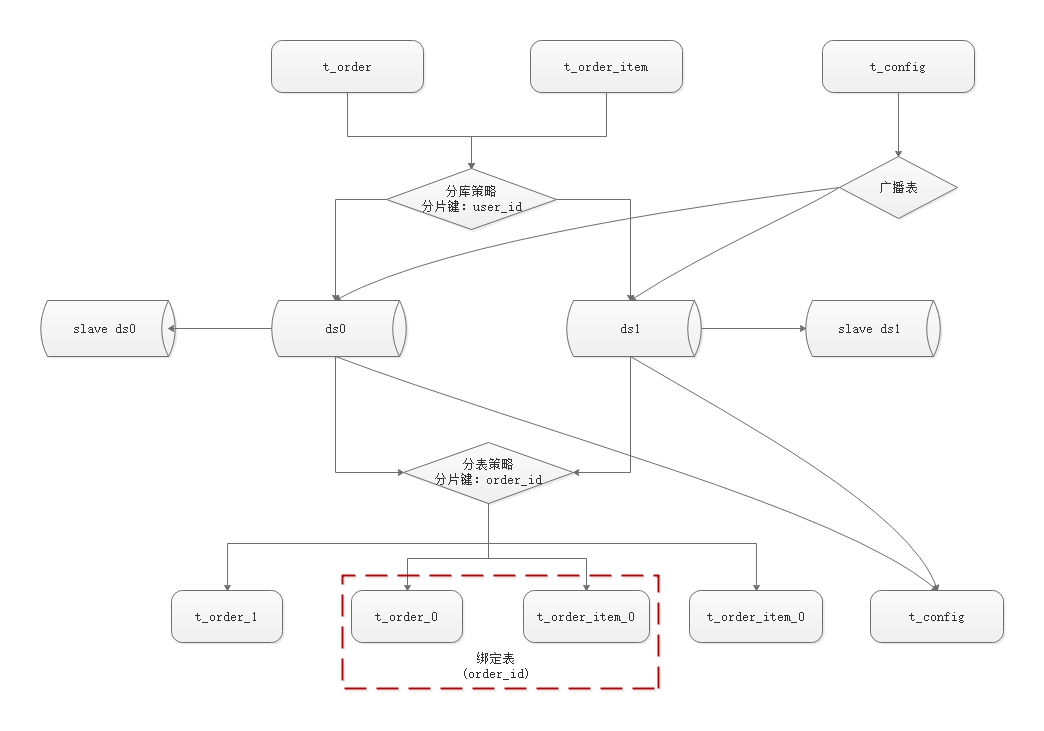 t_order
t_order_item
t_config
分库策略
分片键：user_id
广播表
slave ds0
ds0
ds1
slave ds1
分表策略
分片键：order_id
t_order_1
t_order_0
t_order_item_0
t_order_item_0
t_config
绑定表
(order_id)